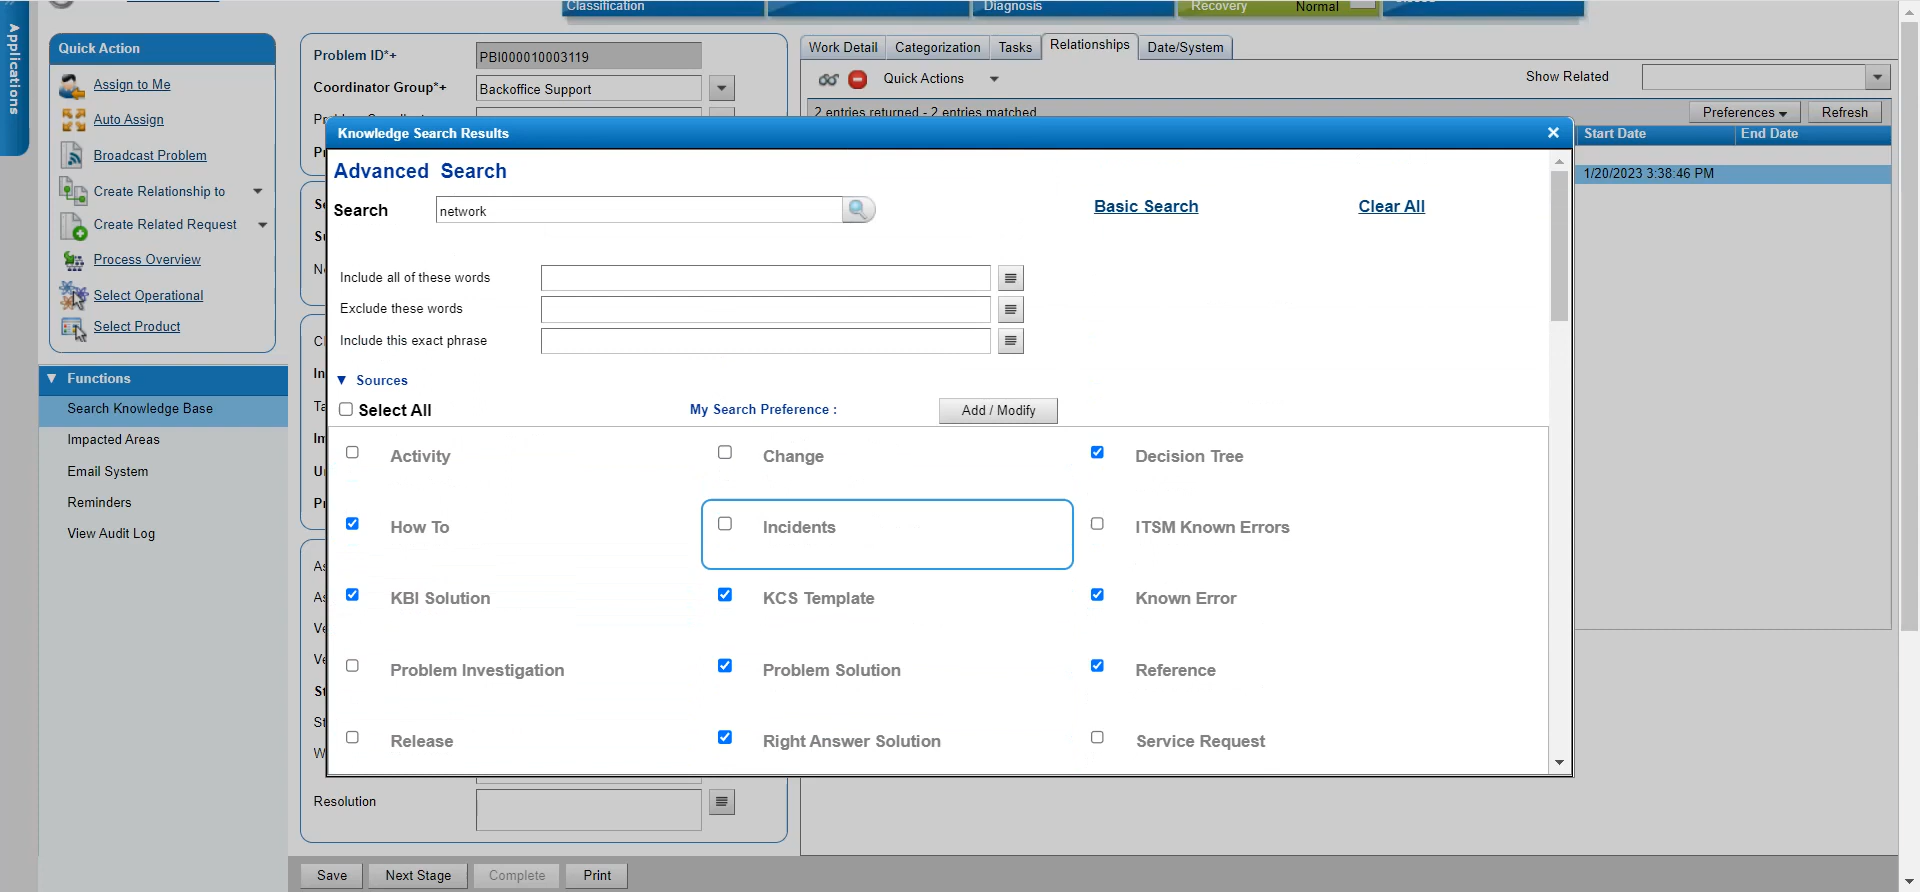 Applications
Classification
Diagnosis
Recovery
Normal
Quick Action
Assign to Me
Auto Assign
Broadcast Problem
Create Relationship to
Create Related Request
Process Overview
Select Operational
Select Product
Functions
Search Knowledge Base
Impacted Areas
Email System
Reminders
View Audit Log
Problem ID*+
PBI000010003119
Coordinator Group*+
Backoffice Support
Work Detail
Categorization
Tasks
Relationships
Date/System
Quick Actions
Show Related
2 entries returned - 2 entries matched
Preferences
Refresh
Start Date
End Date
1/20/2023 3:38:46 PM
Knowledge Search Results
Advanced Search
Search
network
Basic Search
Clear All
Include all of these words
Exclude these words
Include this exact phrase
Sources
Select All
My Search Preference :
Add / Modify
Activity
Change
Decision Tree
How To
Incidents
ITSM Known Errors
KBI Solution
KCS Template
Known Error
Problem Investigation
Problem Solution
Reference
Release
Right Answer Solution
Service Request
Resolution
Save
Next Stage
Complete
Print